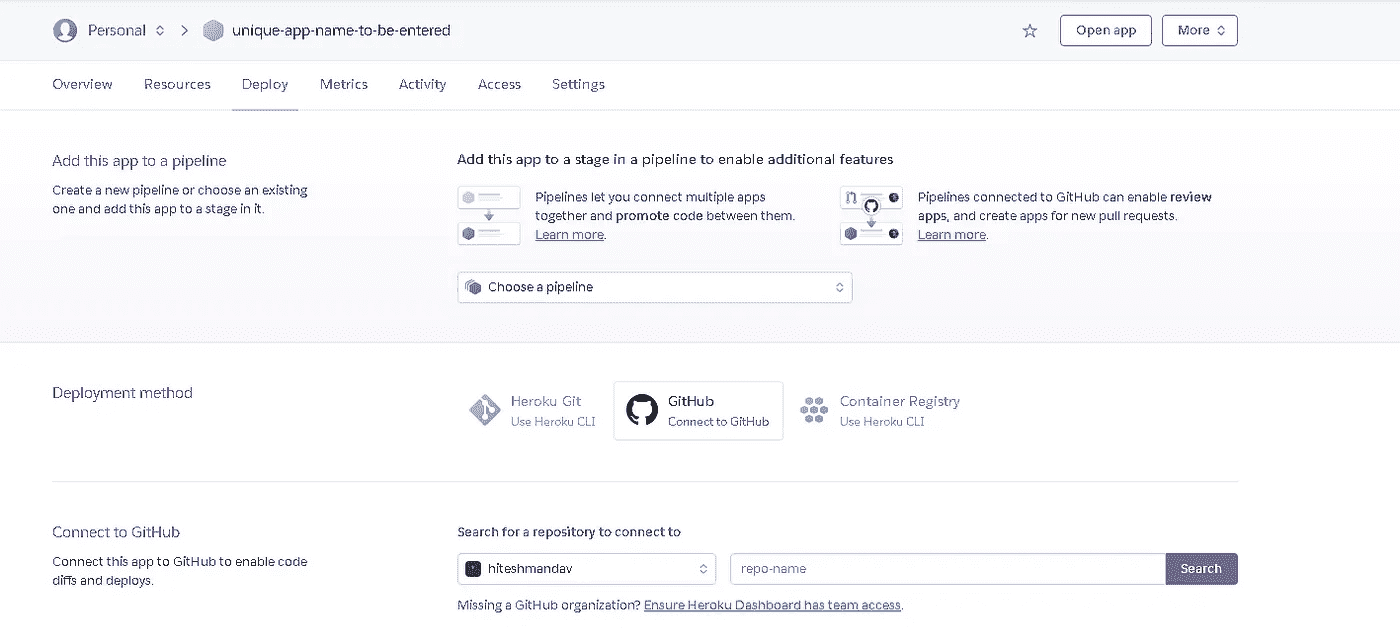 Personal
unique-app-name-to-be-entered
Open app
More
Overview
Resources
Deploy
Metrics
Activity
Access
Settings
Add this app to a pipeline
Create a new pipeline or choose an existing
one and add this app to a stage in it.
Add this app to a stage in a pipeline to enable additional features
Pipelines let you connect multiple apps
together and promote code between them.
Learn more.
Pipelines connected to GitHub can enable review
apps, and create apps for new pull requests.
Learn more.
Choose a pipeline
Deployment method
Heroku Git
Use Heroku CLI
GitHub
Connect to GitHub
Container Registry
Use Heroku CLI
Connect to GitHub
Connect this app to GitHub to enable code
diffs and deploys.
Search for a repository to connect to
hiteshmandav
repo-name
Search
Missing a GitHub organization? Ensure Heroku Dashboard has team access.